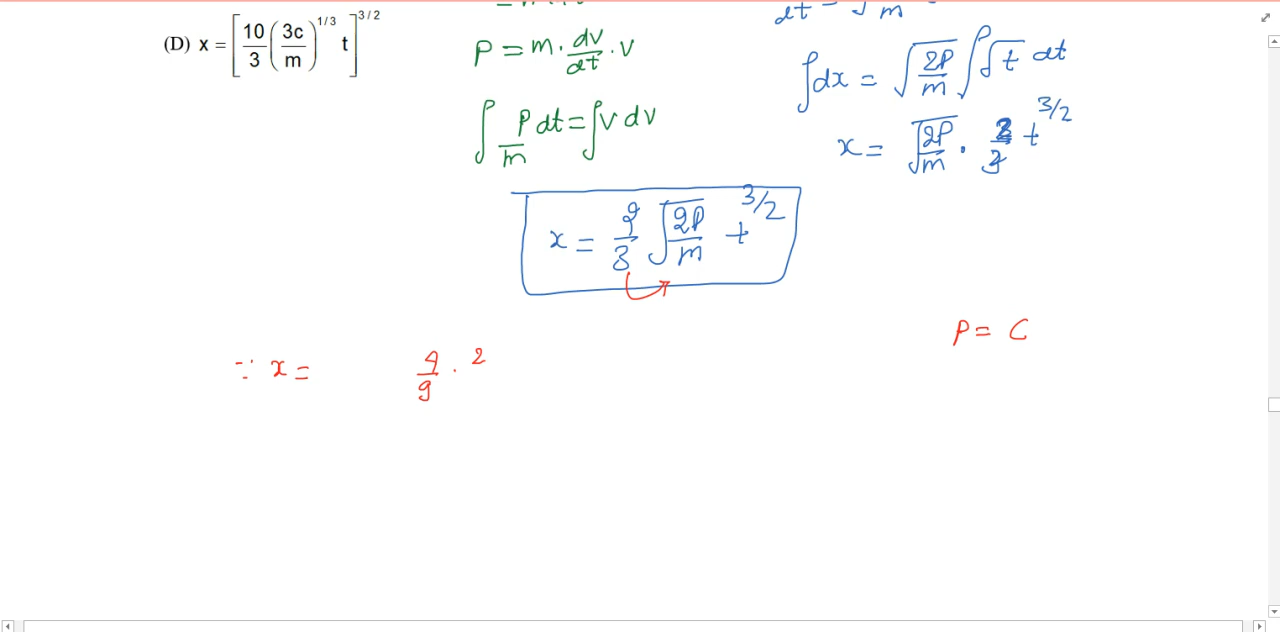 (D) x = [10/3 (3c/m)^1/3 t]^3/2
P = m. dv/dt . v
∫ P/m dt = ∫ v dv
∫dx = √(2P/m) ∫ √t dt
x = √(2P/m) . 2/3 t^3/2
x = 2/3 √(2P/m) t^3/2
P = C
∵ x = 4/9 . 2